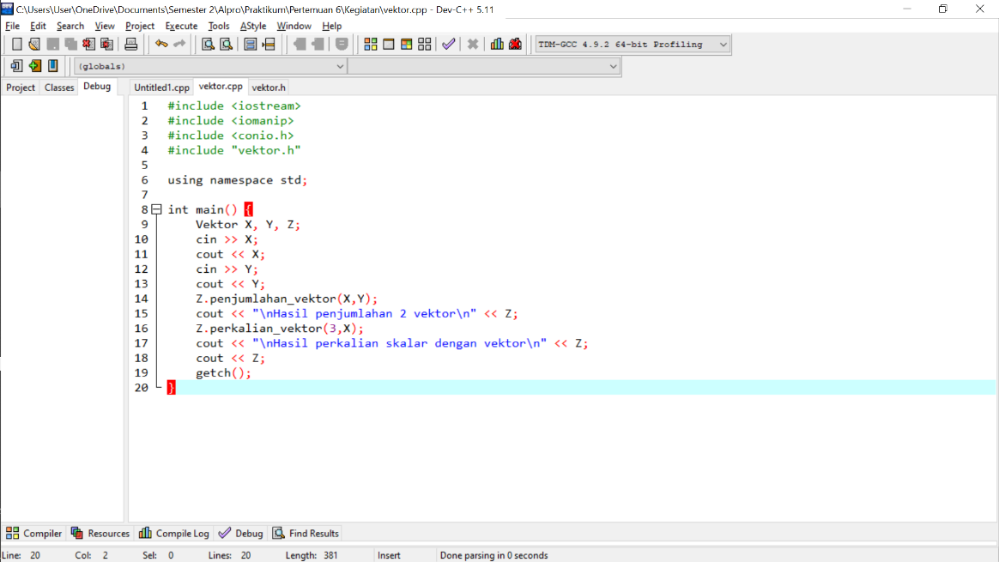 C:\Users\User\OneDrive\Documents\Semester 2\Alpro\Praktikum\Pertemuan 6\Kegiatan\vektor.cpp - Dev-C++ 5.11
File Edit Search View Project Execute Tools AStyle Window Help
TDM-GCC 4.9.2 64-bit Profiling
(globals)
Project Classes Debug Untitled1.cpp vektor.cpp vektor.h
1 #include <iostream>
2 #include <iomanip>
3 #include <conio.h>
4 #include "vektor.h"
5
6 using namespace std;
7
8 int main() {
9 Vektor X, Y, Z;
10 cin >> X;
11 cout << X;
12 cin >> Y;
13 cout << Y;
14 Z.penjumlahan_vektor(X,Y);
15 cout << "\nHasil penjumlahan 2 vektor\n" << Z;
16 Z.perkalian_vektor(3,X);
17 cout << "\nHasil perkalian skalar dengan vektor\n" << Z;
18 cout << Z;
19 getch();
20 }
Compiler Resources Compile Log Debug Find Results
Line: 20 Col: 2 Sel: 0 Lines: 20 Length: 381 Insert Done parsing in 0 seconds